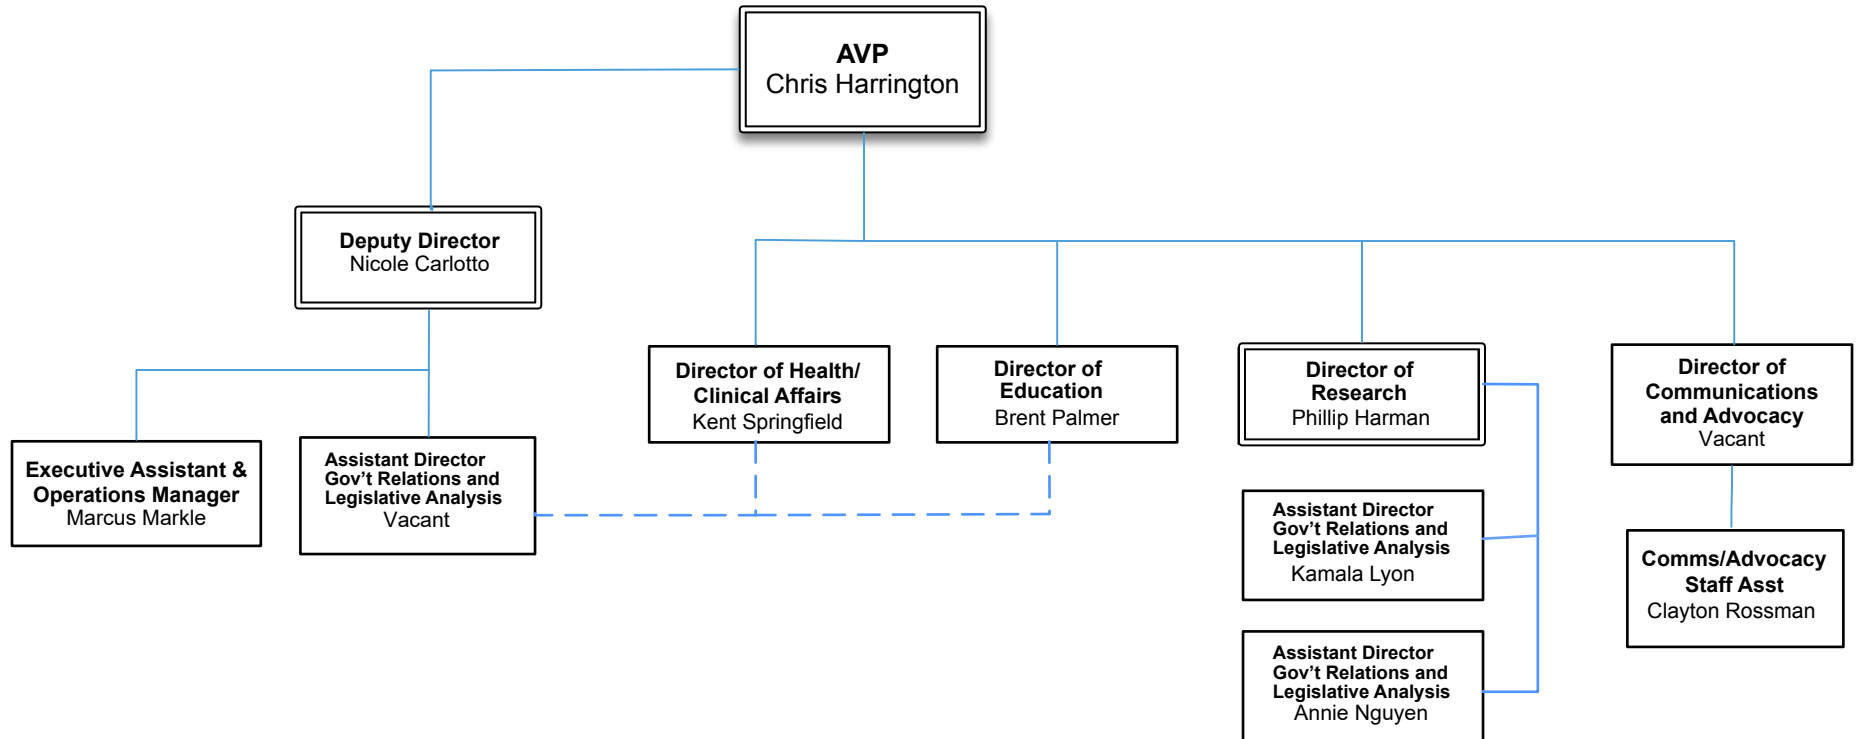 AVP
Chris Harrington
Deputy Director
Nicole Carlotto
Director of Health/
Clinical Affairs
Kent Springfield
Director of
Education
Brent Palmer
Director of
Research
Phillip Harman
Director of
Communications
and Advocacy
Vacant
Executive Assistant &
Operations Manager
Marcus Markle
Assistant Director
Gov’t Relations and
Legislative Analysis
Vacant
Assistant Director
Gov’t Relations and
Legislative Analysis
Kamala Lyon
Comms/Advocacy
Staff Asst
Clayton Rossman
Assistant Director
Gov’t Relations and
Legislative Analysis
Annie Nguyen